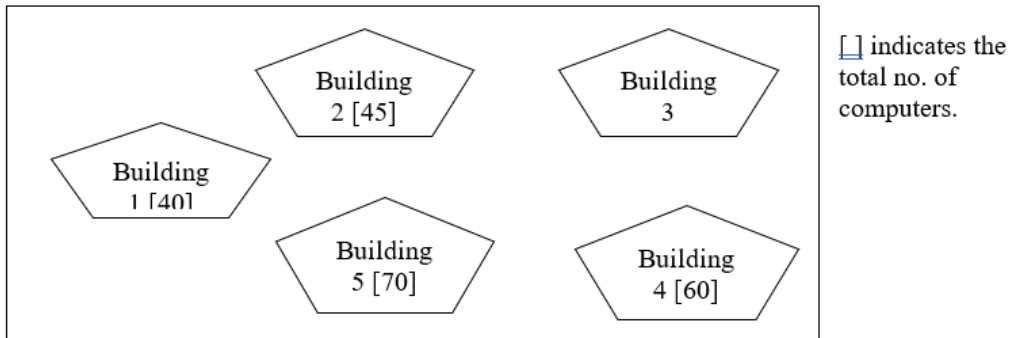 Building
2 [45]
Building
3
[ ] indicates the
total no. of
computers.
Building
1 [40]
Building
5 [70]
Building
4 [60]